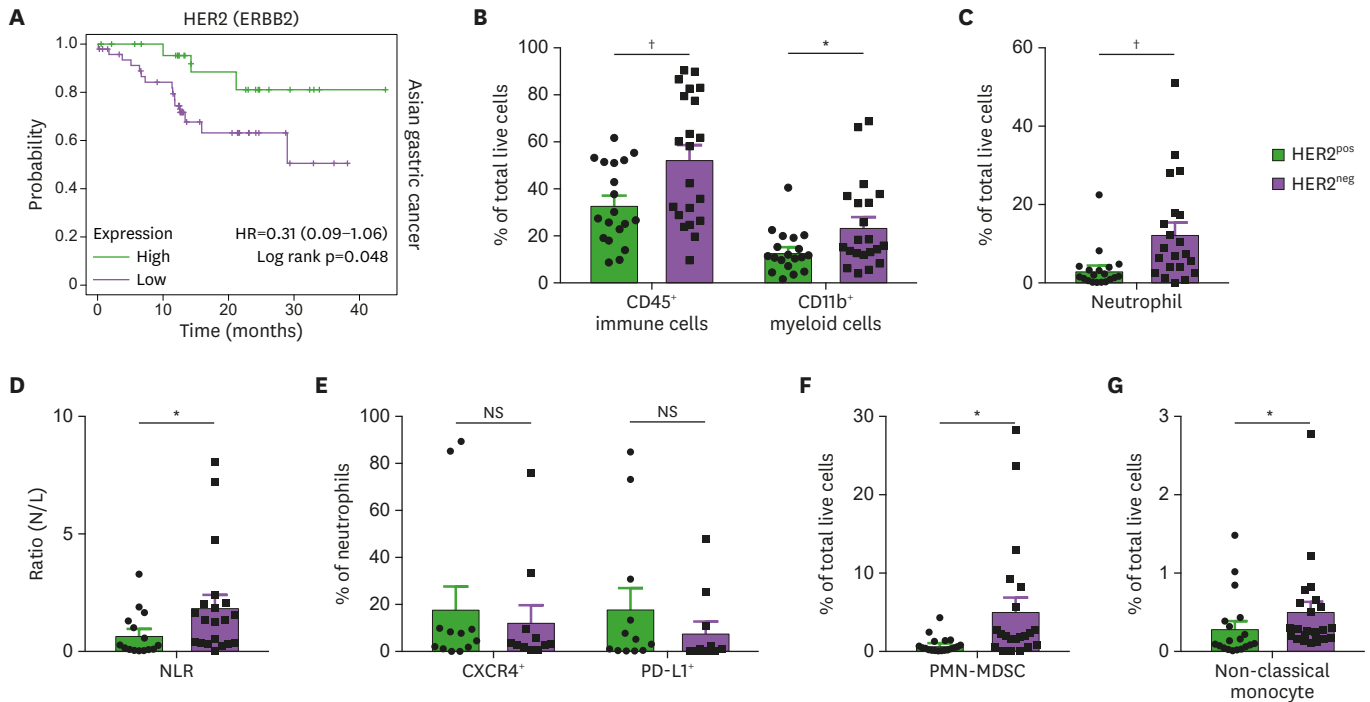 A
HER2 (ERBB2)
1.0
0.8
0.6
0.4
0.2
0
Probability
Expression
High
Low
HR=0.31 (0.09–1.06)
Log rank p=0.048
0
10
20
30
40
Time (months)
Asian gastric cancer
B
% of total live cells
100
80
60
40
20
0
†
*
CD45⁺
immune cells
CD11b⁺
myeloid cells
C
% of total live cells
60
40
20
0
†
Neutrophil
HER2ᵖᵒˢ
HER2ⁿᵉᵍ
D
Ratio (N/L)
10
5
0
*
NLR
E
% of neutrophils
100
80
60
40
20
0
NS
NS
CXCR4⁺
PD-L1⁺
F
% of total live cells
30
20
10
5
0
*
PMN-MDSC
G
% of total live cells
3
2
1
0
*
Non-classical
monocyte